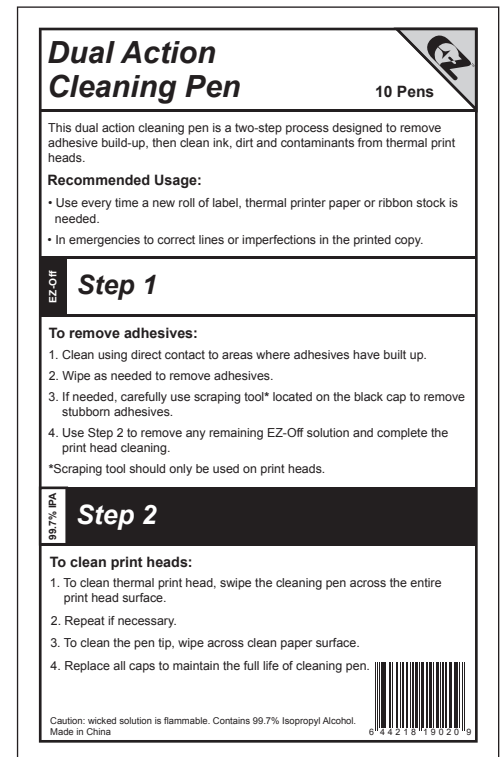 Dual Action
Cleaning Pen
10 Pens
EZ
This dual action cleaning pen is a two-step process designed to remove
adhesive build-up, then clean ink, dirt and contaminants from thermal print
heads.
Recommended Usage:
• Use every time a new roll of label, thermal printer paper or ribbon stock is
needed.
• In emergencies to correct lines or imperfections in the printed copy.
EZ-Off
Step 1
To remove adhesives:
1. Clean using direct contact to areas where adhesives have built up.
2. Wipe as needed to remove adhesives.
3. If needed, carefully use scraping tool* located on the black cap to remove
stubborn adhesives.
4. Use Step 2 to remove any remaining EZ-Off solution and complete the
print head cleaning.
*Scraping tool should only be used on print heads.
99.7% IPA
Step 2
To clean print heads:
1. To clean thermal print head, swipe the cleaning pen across the entire
print head surface.
2. Repeat if necessary.
3. To clean the pen tip, wipe across clean paper surface.
4. Replace all caps to maintain the full life of cleaning pen.
Caution: wicked solution is flammable. Contains 99.7% Isopropyl Alcohol.
Made in China
6 44218 19020 9